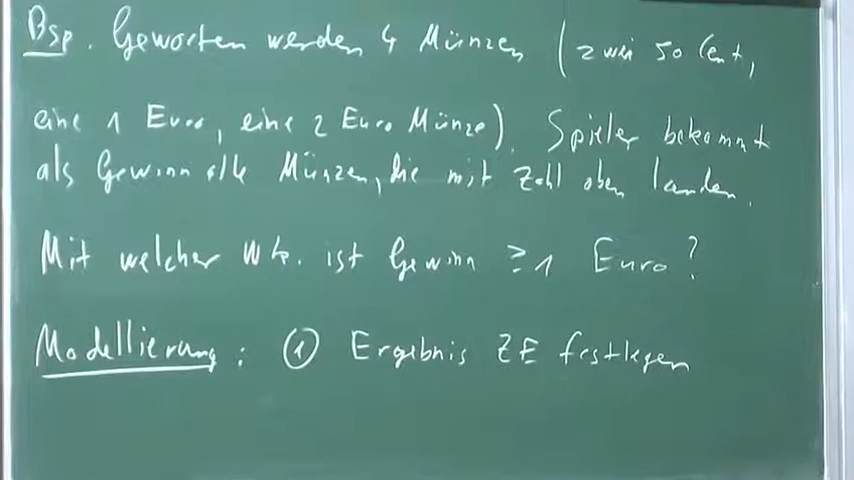 Bsp. Geworfen werden 4 Münzen (zwei 50 Cent,
eine 1 Euro, eine 2 Euro Münze). Spieler bekommt
als Gewinn alle Münzen, die mit Zahl oben landen.
Mit welcher Wk. ist Gewinn ≥ 1 Euro?
Modellierung: ① Ergebnis ZE festlegen